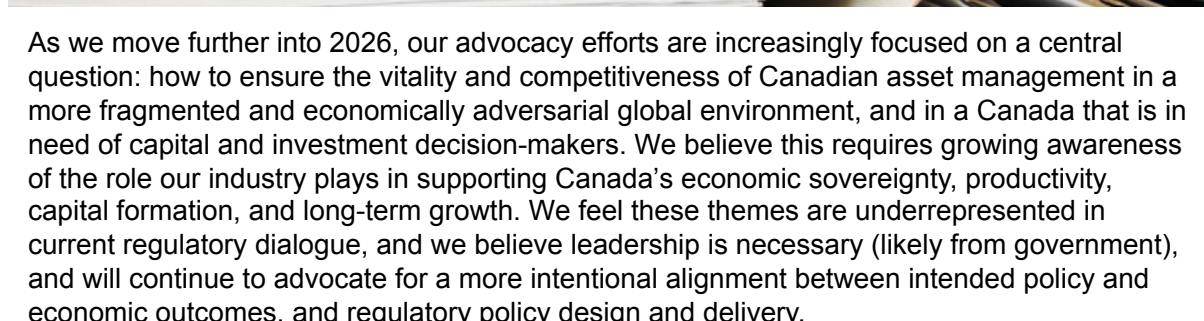 As we move further into 2026, our advocacy efforts are increasingly focused on a central
question: how to ensure the vitality and competitiveness of Canadian asset management in a
more fragmented and economically adversarial global environment, and in a Canada that is in
need of capital and investment decision-makers. We believe this requires growing awareness
of the role our industry plays in supporting Canada’s economic sovereignty, productivity,
capital formation, and long-term growth. We feel these themes are underrepresented in
current regulatory dialogue, and we believe leadership is necessary (likely from government),
and will continue to advocate for a more intentional alignment between intended policy and
economic outcomes, and regulatory policy design and delivery.